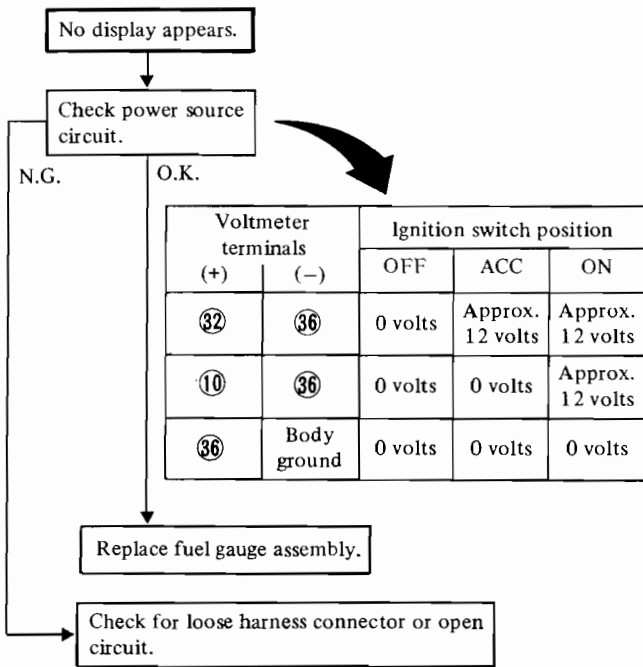 No display appears.
Check power source
circuit.
N.G.
O.K.
Voltmeter
terminals
Ignition switch position
(+) (−) OFF ACC ON
32 36 0 volts Approx.
12 volts Approx.
12 volts
10 36 0 volts 0 volts Approx.
12 volts
36 Body
ground 0 volts 0 volts 0 volts
Replace fuel gauge assembly.
Check for loose harness connector or open
circuit.